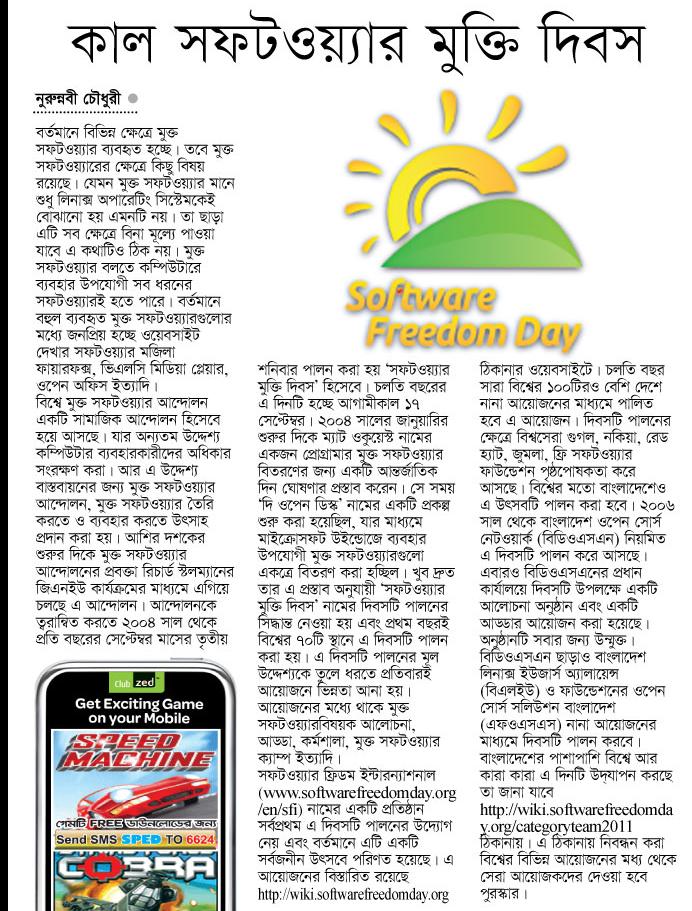 কাল সফটওয়্যার মুক্তি দিবস
নুরুন্নবী চৌধুরী
বর্তমানে বিভিন্ন ক্ষেত্রে মুক্ত
সফটওয়্যার ব্যবহৃত হচ্ছে। তবে মুক্ত
সফটওয়্যারের ক্ষেত্রে কিছু বিষয়
রয়েছে। যেমন মুক্ত সফটওয়্যার মানে
শুধু লিনাক্স অপারেটিং সিস্টেমকেই
বোঝানো হয় এমনটি নয়। তা ছাড়া
এটি সব ক্ষেত্রে বিনা মূল্যে পাওয়া
যাবে এ কথাটিও ঠিক নয়। মুক্ত
সফটওয়্যার বলতে কম্পিউটারে
ব্যবহার উপযোগী সব ধরনের
সফটওয়্যারই হতে পারে। বর্তমানে
বহুল ব্যবহৃত মুক্ত সফটওয়্যারগুলোর
মধ্যে জনপ্রিয় হচ্ছে ওয়েবসাইট
দেখার সফটওয়্যার মজিলা
ফায়ারফক্স, ভিএলসি মিডিয়া প্লেয়ার,
ওপেন অফিস ইত্যাদি।
বিশ্বে মুক্ত সফটওয়্যার আন্দোলন
একটি সামাজিক আন্দোলন হিসেবে
হয়ে আসছে। যার অন্যতম উদ্দেশ্য
কম্পিউটার ব্যবহারকারীদের অধিকার
সংরক্ষণ করা। আর এ উদ্দেশ্য
বাস্তবায়নের জন্য মুক্ত সফটওয়্যার
আন্দোলন, মুক্ত সফটওয়্যার তৈরি
করতে ও ব্যবহার করতে উৎসাহ
প্রদান করা হয়। আশির দশকের
শুরুর দিকে মুক্ত সফটওয়্যার
আন্দোলনের প্রবক্তা রিচার্ড স্টলম্যানের
জিএনইউ কার্যক্রমের মাধ্যমে এগিয়ে
চলছে এ আন্দোলন। আন্দোলনকে
ত্বরান্বিত করতে ২০০৪ সাল থেকে
প্রতি বছরের সেপ্টেম্বর মাসের তৃতীয়
Club zed
Get Exciting Game
on your Mobile
SPEED
MACHINE
গেমটি FREE ডাউনলোডের জন্য
Send SMS SPED TO 6624
COBRA
Software
Freedom Day
শনিবার পালন করা হয় ‘সফটওয়্যার
মুক্তি দিবস’ হিসেবে। চলতি বছরের
এ দিনটি হচ্ছে আগামীকাল ১৭
সেপ্টেম্বর। ২০০৪ সালের জানুয়ারির
শুরুর দিকে ম্যাট ওকুয়েস্ট নামের
একজন প্রোগ্রামার মুক্ত সফটওয়্যার
বিতরণের জন্য একটি আন্তর্জাতিক
দিন ঘোষণার প্রস্তাব করেন। সে সময়
‘দি ওপেন ডিস্ক’ নামের একটি প্রকল্প
শুরু করা হয়েছিল, যার মাধ্যমে
মাইক্রোসফট উইন্ডোজে ব্যবহার
উপযোগী মুক্ত সফটওয়্যারগুলো
একত্রে বিতরণ করা হচ্ছিল। খুব দ্রুত
তার এ প্রস্তাব অনুযায়ী ‘সফটওয়্যার
মুক্তি দিবস’ নামের দিবসটি পালনের
সিদ্ধান্ত নেওয়া হয় এবং প্রথম বছরই
বিশ্বের ৭০টি স্থানে এ দিবসটি পালন
করা হয়। এ দিবসটি পালনের মূল
উদ্দেশ্যকে তুলে ধরতে প্রতিবারই
আয়োজনে ভিন্নতা আনা হয়।
আয়োজনের মধ্যে থাকে মুক্ত
সফটওয়্যারবিষয়ক আলোচনা,
আড্ডা, কর্মশালা, মুক্ত সফটওয়্যার
ক্যাম্প ইত্যাদি।
সফটওয়্যার ফ্রিডম ইন্টারন্যাশনাল
(www.softwarefreedomday.org
/en/sfi) নামের একটি প্রতিষ্ঠান
সর্বপ্রথম এ দিবসটি পালনের উদ্যোগ
নেয় এবং বর্তমানে এটি একটি
সর্বজনীন উৎসবে পরিণত হয়েছে। এ
আয়োজনের বিস্তারিত রয়েছে
http://wiki.softwarefreedomday.org
ঠিকানার ওয়েবসাইটে। চলতি বছর
সারা বিশ্বের ১০০টিরও বেশি দেশে
নানা আয়োজনের মাধ্যমে পালিত
হবে এ আয়োজন। দিবসটি পালনের
ক্ষেত্রে বিশ্বসেরা গুগল, নকিয়া, রেড
হ্যাট, জুমলা, ফ্রি সফটওয়্যার
ফাউন্ডেশন পৃষ্ঠপোষকতা করে
আসছে। বিশ্বের মতো বাংলাদেশেও
এ উৎসবটি পালন করা হবে। ২০০৬
সাল থেকে বাংলাদেশ ওপেন সোর্স
নেটওয়ার্ক (বিডিওএসএন) নিয়মিত
এ দিবসটি পালন করে আসছে।
এবারও বিডিওএসএনের প্রধান
কার্যালয়ে দিবসটি উপলক্ষে একটি
আলোচনা অনুষ্ঠান এবং একটি
আড্ডার আয়োজন করা হয়েছে।
অনুষ্ঠানটি সবার জন্য উন্মুক্ত।
বিডিওএসএন ছাড়াও বাংলাদেশ
লিনাক্স ইউজার্স অ্যালায়েন্স
(বিএলইউ) ও ফাউন্ডেশনের ওপেন
সোর্স সলিউশন বাংলাদেশ
(এফওএসএস) নানা আয়োজনের
মাধ্যমে দিবসটি পালন করবে।
বাংলাদেশের পাশাপাশি বিশ্বে আর
কারা কারা এ দিনটি উদ্‌যাপন করছে
তা জানা যাবে
http://wiki.softwarefreedomda
y.org/categoryteam2011
ঠিকানায়। এ ঠিকানায় নিবন্ধন করা
বিশ্বের বিভিন্ন আয়োজনের মধ্য থেকে
সেরা আয়োজকদের দেওয়া হবে
পুরস্কার।